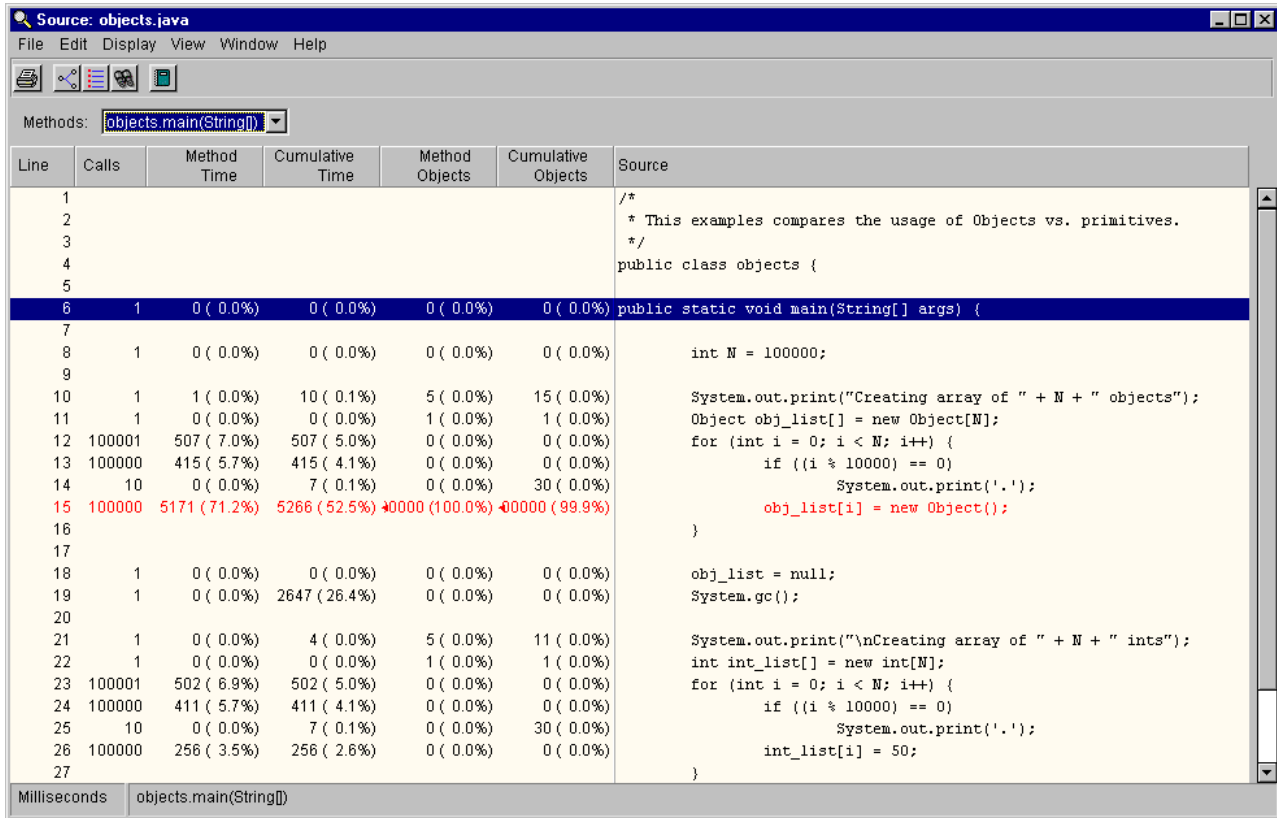 Source: objects.java
File Edit Display View Window Help
Methods: objects.main(String[])
Line Calls Method Time Cumulative Time Method Objects Cumulative Objects Source
1 /*
2 * This examples compares the usage of Objects vs. primitives.
3 */
4 public class objects {
5
6 1 0 ( 0.0%) 0 ( 0.0%) 0 ( 0.0%) 0 ( 0.0%) public static void main(String[] args) {
7
8 1 0 ( 0.0%) 0 ( 0.0%) 0 ( 0.0%) 0 ( 0.0%) int N = 100000;
9
10 1 1 ( 0.0%) 10 ( 0.1%) 5 ( 0.0%) 15 ( 0.0%) System.out.print("Creating array of " + N + " objects");
11 1 0 ( 0.0%) 0 ( 0.0%) 1 ( 0.0%) 1 ( 0.0%) Object obj_list[] = new Object[N];
12 100001 507 ( 7.0%) 507 ( 5.0%) 0 ( 0.0%) 0 ( 0.0%) for (int i = 0; i < N; i++) {
13 100000 415 ( 5.7%) 415 ( 4.1%) 0 ( 0.0%) 0 ( 0.0%) if ((i % 10000) == 0)
14 10 0 ( 0.0%) 7 ( 0.1%) 0 ( 0.0%) 30 ( 0.0%) System.out.print('.');
15 100000 5171 (71.2%) 5266 (52.5%) 0000 (100.0%) 00000 ( 99.9%) obj_list[i] = new Object();
16 }
17
18 1 0 ( 0.0%) 0 ( 0.0%) 0 ( 0.0%) 0 ( 0.0%) obj_list = null;
19 1 0 ( 0.0%) 2647 (26.4%) 0 ( 0.0%) 0 ( 0.0%) System.gc();
20
21 1 0 ( 0.0%) 4 ( 0.0%) 5 ( 0.0%) 11 ( 0.0%) System.out.print("\nCreating array of " + N + " ints");
22 1 0 ( 0.0%) 0 ( 0.0%) 1 ( 0.0%) 1 ( 0.0%) int int_list[] = new int[N];
23 100001 502 ( 6.9%) 502 ( 5.0%) 0 ( 0.0%) 0 ( 0.0%) for (int i = 0; i < N; i++) {
24 100000 411 ( 5.7%) 411 ( 4.1%) 0 ( 0.0%) 0 ( 0.0%) if ((i % 10000) == 0)
25 10 0 ( 0.0%) 7 ( 0.1%) 0 ( 0.0%) 30 ( 0.0%) System.out.print('.');
26 100000 256 ( 3.5%) 256 ( 2.6%) 0 ( 0.0%) 0 ( 0.0%) int_list[i] = 50;
27 }
Milliseconds objects.main(String[])